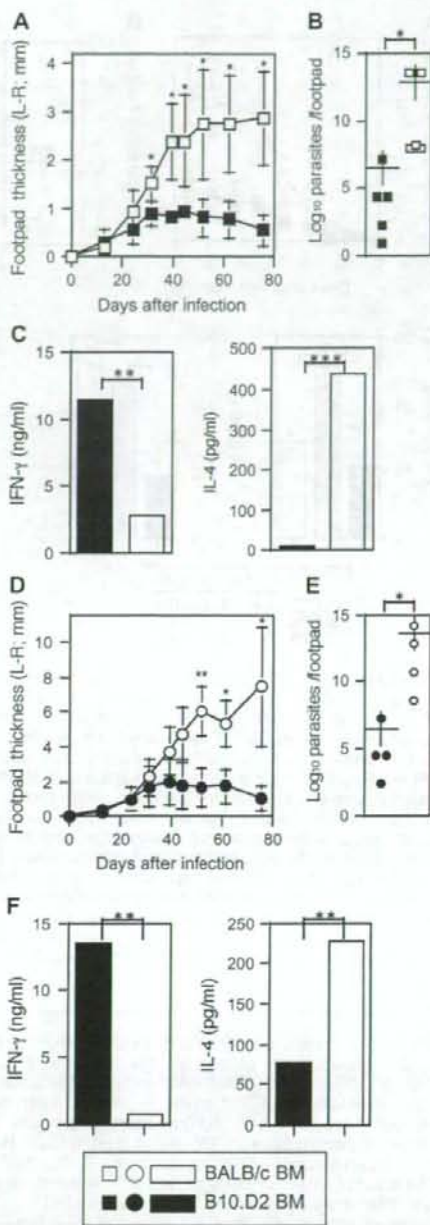 A
Footpad thickness (L-R; mm)
4
3
2
1
0
*
*
*
*
*
*
0 20 40 60 80
Days after infection
B
Log₁₀ parasites /footpad
15
10
5
0
*
C
IFN-γ (ng/ml)
15
10
5
0
**
IL-4 (pg/ml)
500
400
300
200
100
0
***
D
Footpad thickness (L-R; mm)
10
8
6
4
2
0
**
*
*
0 20 40 60 80
Days after infection
E
Log₁₀ parasites /footpad
15
10
5
0
*
F
IFN-γ (ng/ml)
15
10
5
0
**
IL-4 (pg/ml)
250
200
150
100
50
0
**
BALB/c BM
B10.D2 BM